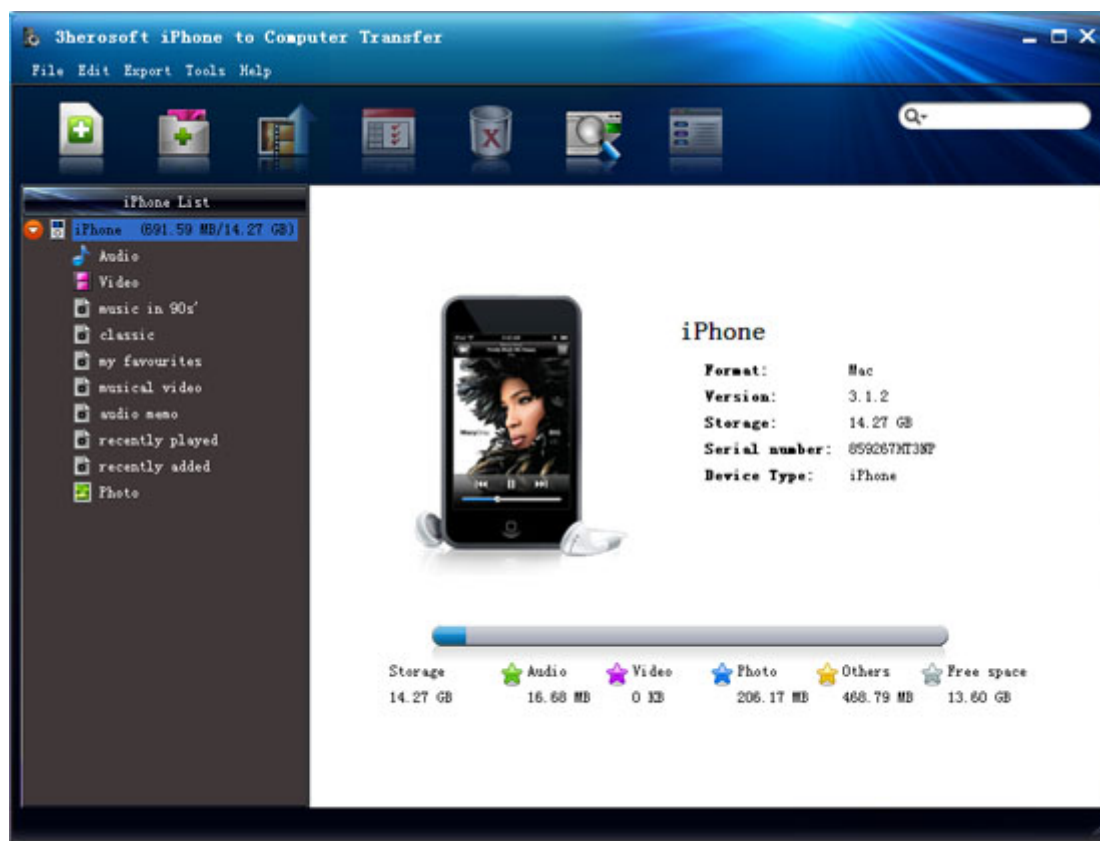 3herosoft iPhone to Computer Transfer
File Edit Export Tools Help
iPhone List
iPhone (691.59 MB/14.27 GB)
Audio
Video
music in 90s'
classic
my favourites
musical video
audio memo
recently played
recently added
Photo
iPhone
Format: Mac
Version: 3.1.2
Storage: 14.27 GB
Serial number: 859267MT3NP
Device Type: iPhone
Storage Audio Video Photo Others Free space
14.27 GB 16.68 MB 0 KB 206.17 MB 468.79 MB 13.60 GB